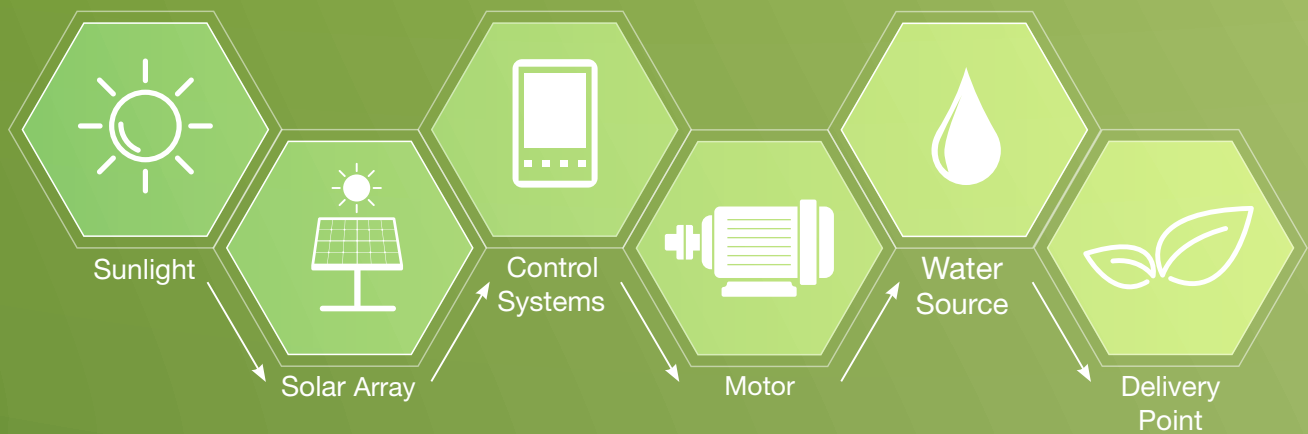 Sunlight
Solar Array
Control
Systems
Motor
Water
Source
Delivery
Point